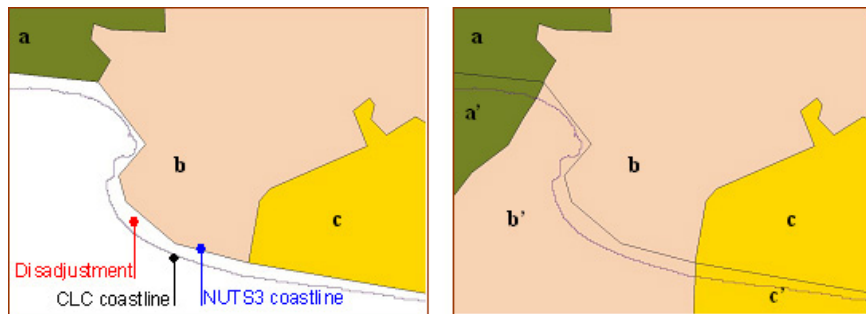 a
b
c
Disadjustment
CLC coastline
NUTS3 coastline
a
a'
b
b'
c
c'